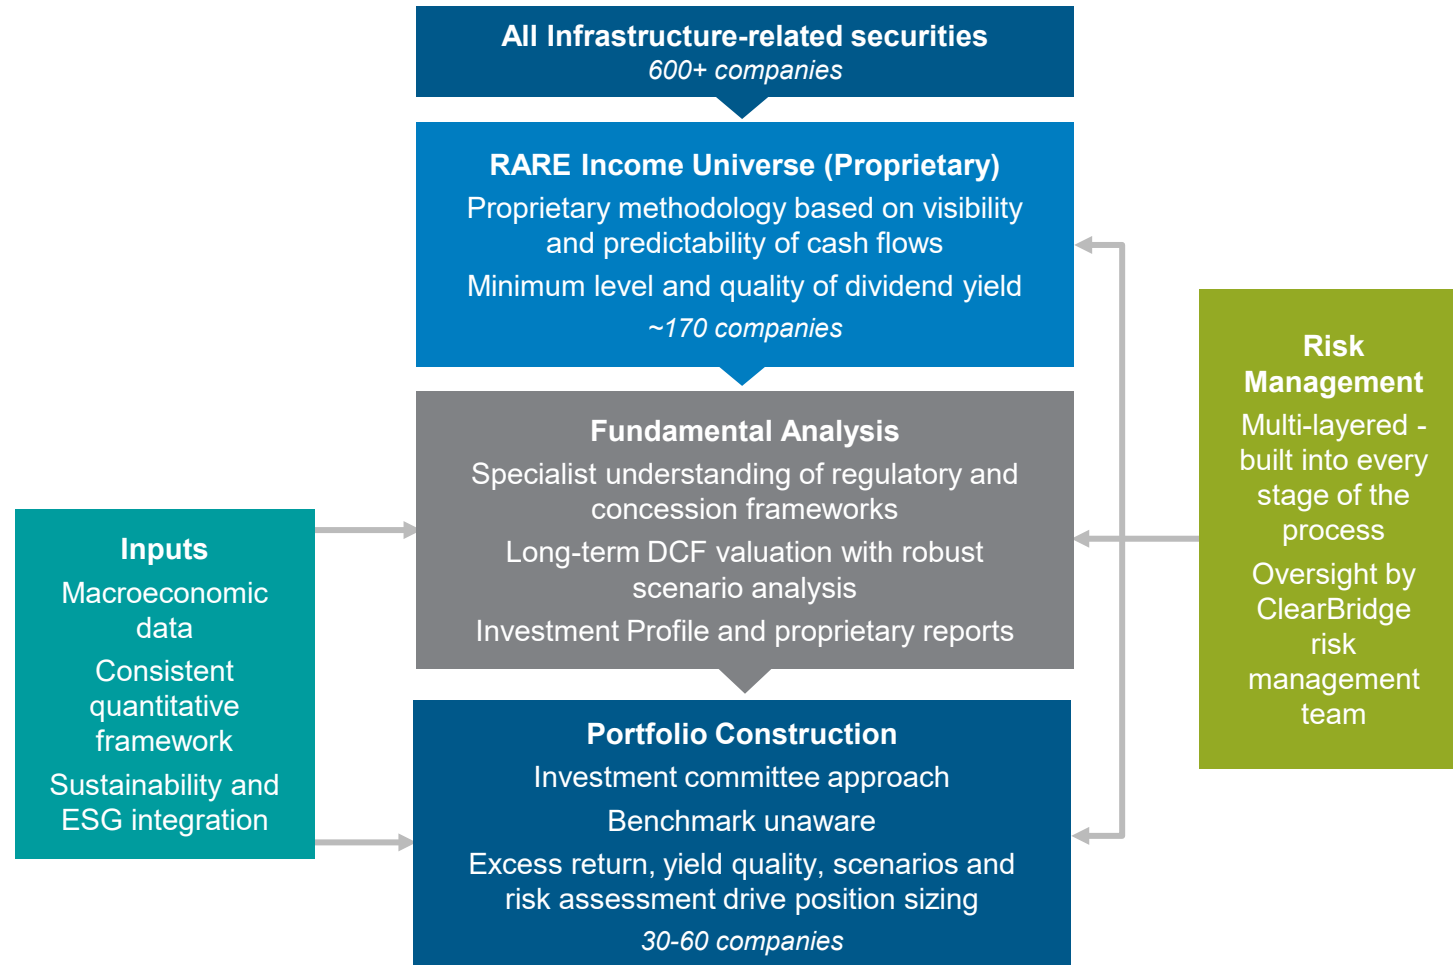 All Infrastructure-related securities
600+ companies
RARE Income Universe (Proprietary)
Proprietary methodology based on visibility
and predictability of cash flows
Minimum level and quality of dividend yield
~170 companies
Fundamental Analysis
Specialist understanding of regulatory and
concession frameworks
Long-term DCF valuation with robust
scenario analysis
Investment Profile and proprietary reports
Portfolio Construction
Investment committee approach
Benchmark unaware
Excess return, yield quality, scenarios and
risk assessment drive position sizing
30-60 companies
Inputs
Macroeconomic
data
Consistent
quantitative
framework
Sustainability and
ESG integration
Risk
Management
Multi-layered -
built into every
stage of the
process
Oversight by
ClearBridge
risk
management
team